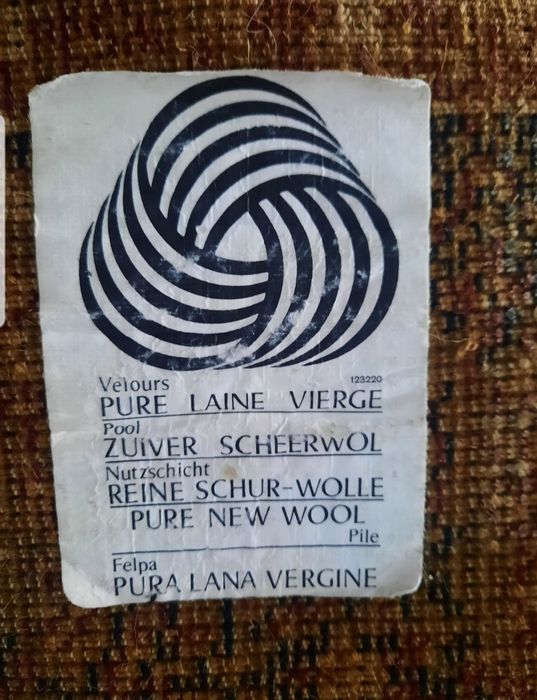 Velours 123220
PURE LAINE VIERGE
Pool
ZUIVER SCHEERWOL
Nutzschicht
REINE SCHUR-WOLLE
PURE NEW WOOL
Pile
Felpa
PURA LANA VERGINE